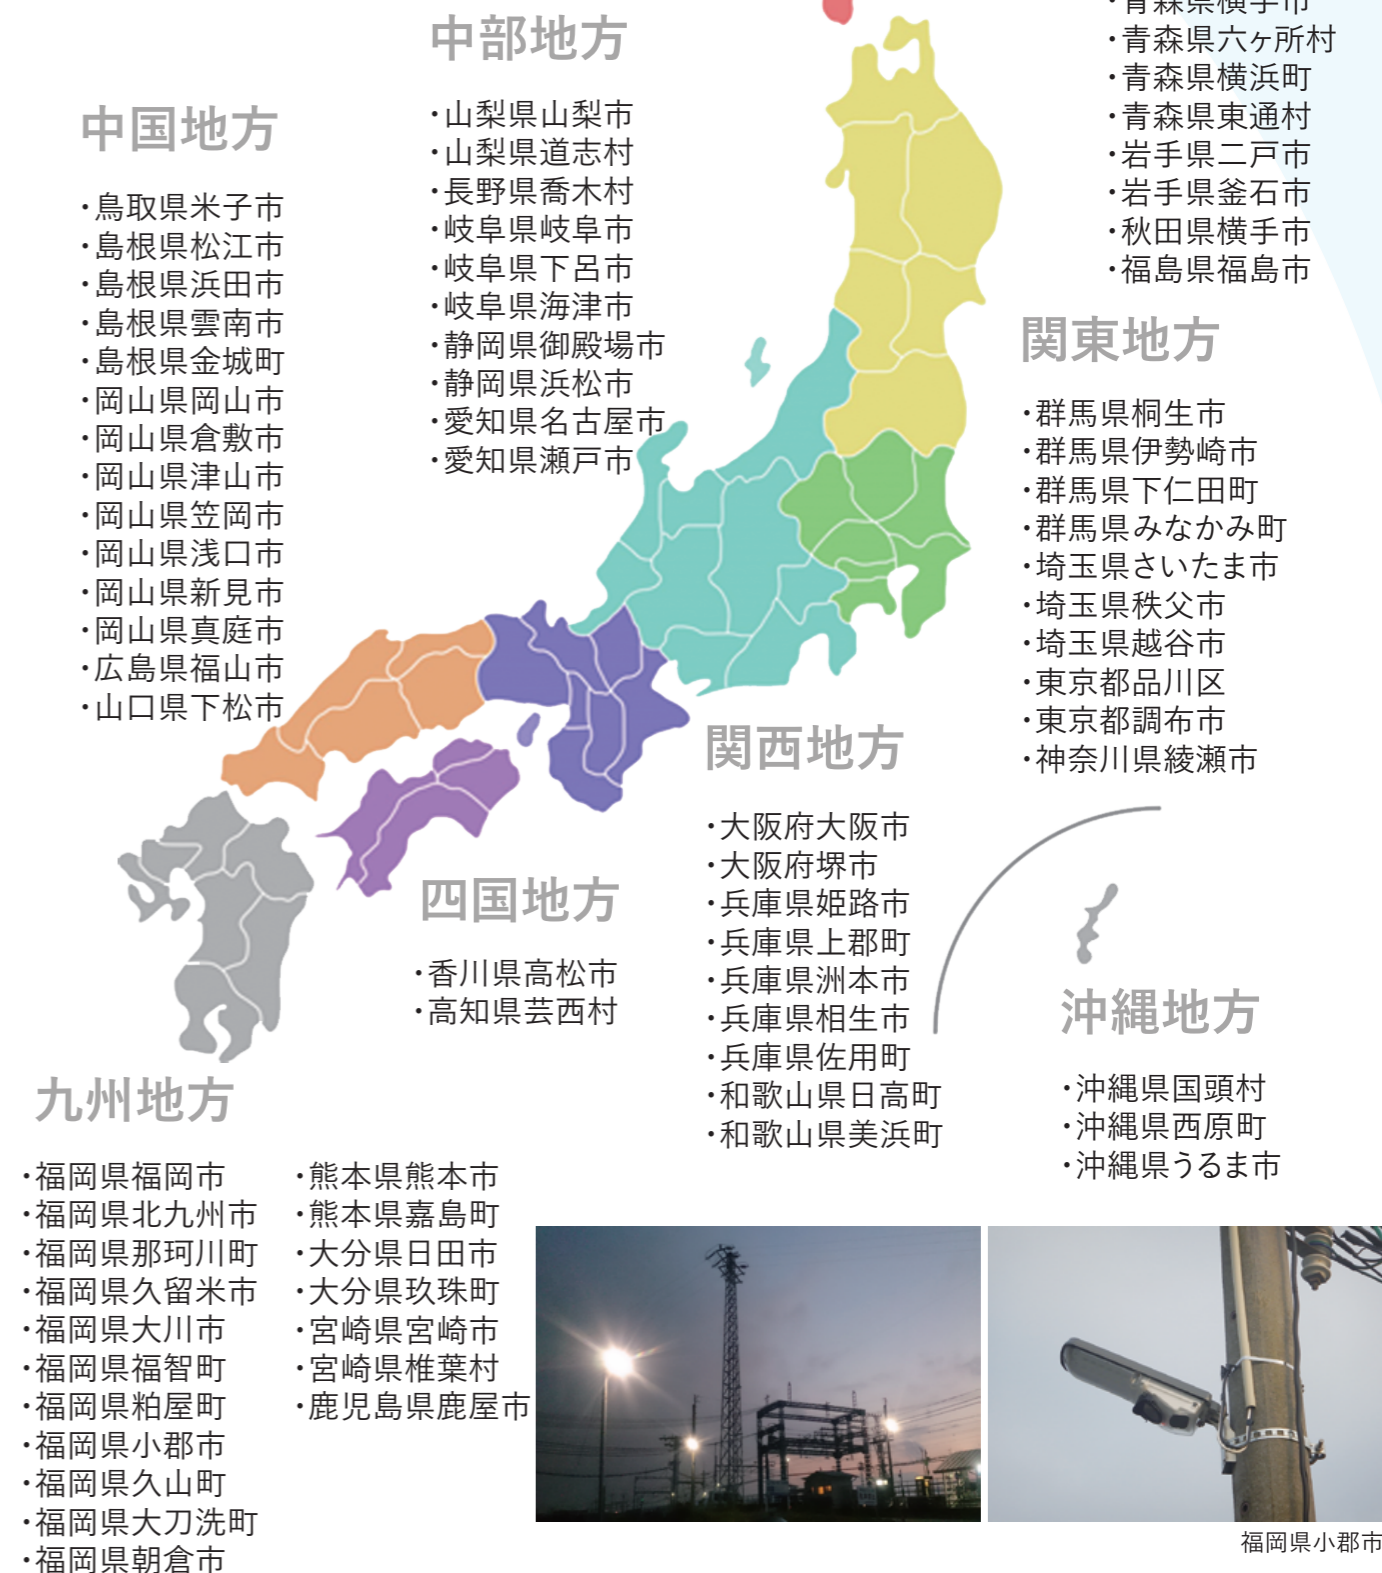 中国地方
・鳥取県米子市
・島根県松江市
・島根県浜田市
・島根県雲南市
・島根県金城町
・岡山県岡山市
・岡山県倉敷市
・岡山県津山市
・岡山県笠岡市
・岡山県浅口市
・岡山県新見市
・岡山県真庭市
・広島県福山市
・山口県下松市
中部地方
・山梨県山梨市
・山梨県道志村
・長野県喬木村
・岐阜県岐阜市
・岐阜県下呂市
・岐阜県海津市
・静岡県御殿場市
・静岡県浜松市
・愛知県名古屋市
・愛知県瀬戸市
・青森県横手市
・青森県六ヶ所村
・青森県横浜町
・青森県東通村
・岩手県二戸市
・岩手県釜石市
・秋田県横手市
・福島県福島市
関東地方
・群馬県桐生市
・群馬県伊勢崎市
・群馬県下仁田町
・群馬県みなかみ町
・埼玉県さいたま市
・埼玉県秩父市
・埼玉県越谷市
・東京都品川区
・東京都調布市
・神奈川県綾瀬市
関西地方
・大阪府大阪市
・大阪府堺市
・兵庫県姫路市
・兵庫県上郡町
・兵庫県洲本市
・兵庫県相生市
・兵庫県佐用町
・和歌山県日高町
・和歌山県美浜町
四国地方
・香川県高松市
・高知県芸西村
沖縄地方
・沖縄県国頭村
・沖縄県西原町
・沖縄県うるま市
九州地方
・福岡県福岡市
・福岡県北九州市
・福岡県那珂川町
・福岡県久留米市
・福岡県大川市
・福岡県福智町
・福岡県粕屋町
・福岡県小郡市
・福岡県久山町
・福岡県大刀洗町
・福岡県朝倉市
・熊本県熊本市
・熊本県嘉島町
・大分県日田市
・大分県玖珠町
・宮崎県宮崎市
・宮崎県椎葉村
・鹿児島県鹿屋市
福岡県小郡市